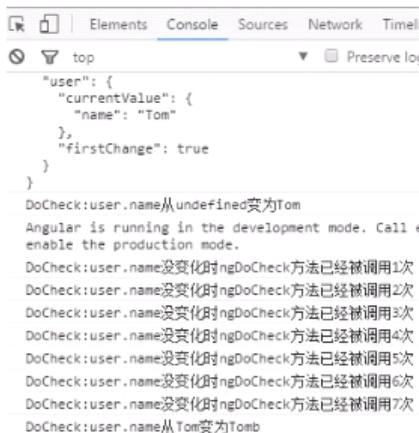 Elements Console Sources Network Timel
top Preserve log
"user": {
"currentValue": {
"name": "Tom"
},
"firstChange": true
}
}
DoCheck:user.name从undefined变为Tom
Angular is running in the development mode. Call e
enable the production mode.
DoCheck:user.name没变化时ngDoCheck方法已经被调用1次
DoCheck:user.name没变化时ngDoCheck方法已经被调用2次
DoCheck:user.name没变化时ngDoCheck方法已经被调用3次
DoCheck:user.name没变化时ngDoCheck方法已经被调用4次
DoCheck:user.name没变化时ngDoCheck方法已经被调用5次
DoCheck:user.name没变化时ngDoCheck方法已经被调用6次
DoCheck:user.name没变化时ngDoCheck方法已经被调用7次
DoCheck:user.name从Tom变为Tomb